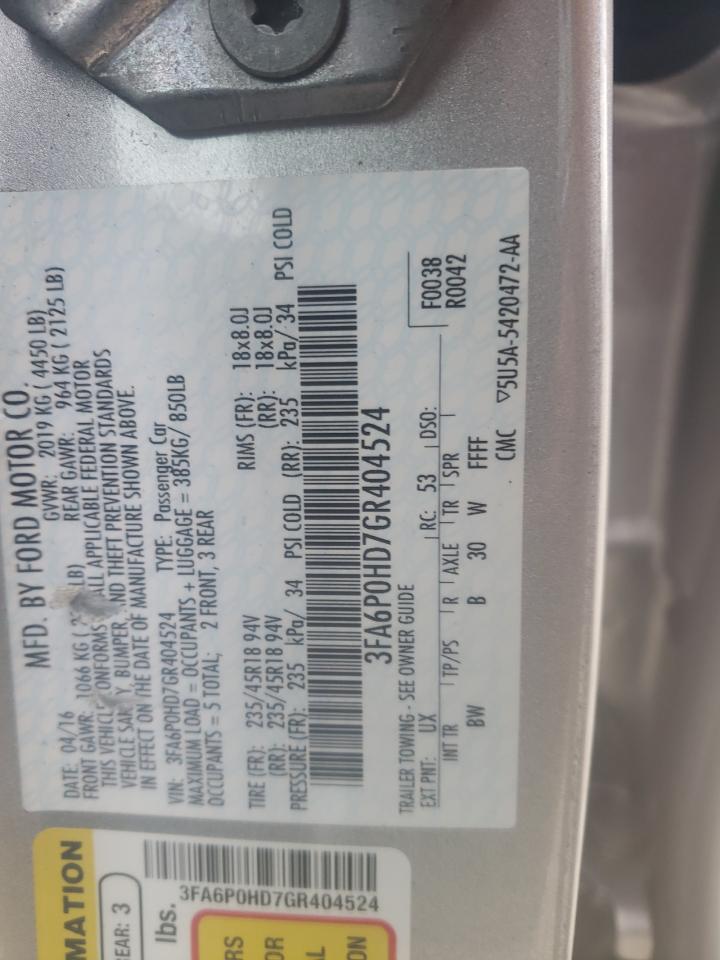 MFD. BY FORD MOTOR CO.
DATE: 04/16 GVWR: 2019 KG ( 4450 LB)
FRONT GAWR: 1066 KG ( LB) REAR GAWR: 964 KG ( 2125 LB)
THIS VEHICLE CONFORMS ALL APPLICABLE FEDERAL MOTOR
VEHICLE BUMPER, AND THEFT PREVENTION STANDARDS
IN EFFECT ON THE DATE OF MANUFACTURE SHOWN ABOVE.
VIN: 3FA6P0HD7GR404524 TYPE: Passenger Car
MAXIMUM LOAD = OCCUPANTS + LUGGAGE = 385KG/ 850LB
OCCUPANTS = 5 TOTAL; 2 FRONT, 3 REAR
TIRE (FR): 235/45R18 94V RIMS (FR): 18x8.0J
(RR): 235/45R18 94V (RR): 18x8.0J
PRESSURE (FR): 235 kPa/ 34 PSI COLD (RR): 235 kPa/ 34 PSI COLD
3FA6P0HD7GR404524
TRAILER TOWING - SEE OWNER GUIDE
F0038
R0042
EXT PNT: UX RC: 53 DSO:
INT TR TP/PS R AXLE TR SPR
BW B 30 W FFF
CMC ▽5U5A-5420472-AA
MATION
REAR: 3
lbs.
3FA6P0HD7GR404524
RS
OR
AL
ON